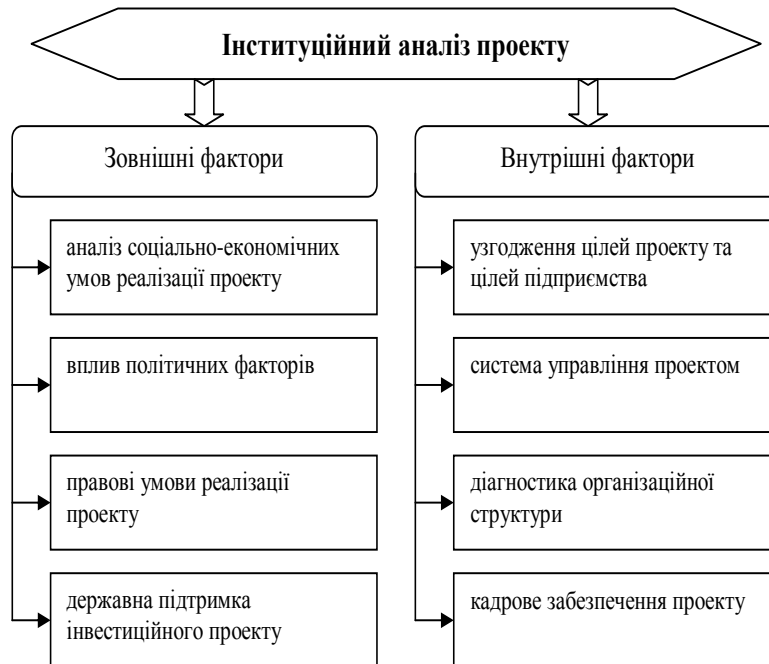 Інституційний аналіз проекту
Зовнішні фактори
аналіз соціально-економічних
умов реалізації проекту
вплив політичних факторів
правові умови реалізації
проекту
державна підтримка
інвестиційного проекту
Внутрішні фактори
узгодження цілей проекту та
цілей підприємства
система управління проектом
діагностика організаційної
структури
кадрове забезпечення проекту